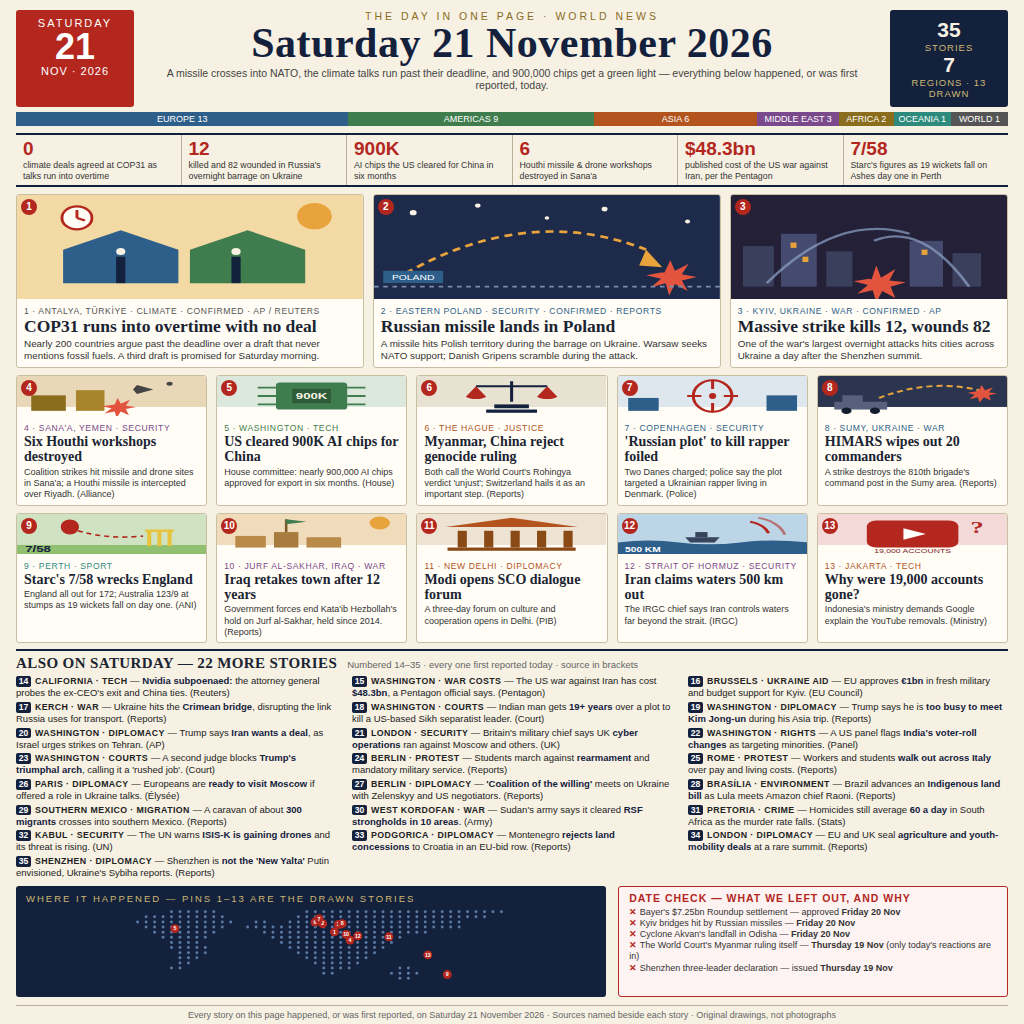 SATURDAY
21
NOV · 2026
THE DAY IN ONE PAGE · WORLD NEWS
Saturday 21 November 2026
A missile crosses into NATO, the climate talks run past their deadline, and 900,000 chips get a green light — everything below happened, or was first
reported, today.
35
STORIES
7
REGIONS · 13
DRAWN
EUROPE 13
AMERICAS 9
ASIA 6
MIDDLE EAST 3
AFRICA 2
OCEANIA 1
WORLD 1
0
climate deals agreed at COP31 as
talks run into overtime
12
killed and 82 wounded in Russia's
overnight barrage on Ukraine
900K
AI chips the US cleared for China in
six months
6
Houthi missile & drone workshops
destroyed in Sana'a
$48.3bn
published cost of the US war against
Iran, per the Pentagon
7/58
Starc's figures as 19 wickets fall on
Ashes day one in Perth
1
1 · ANTALYA, TÜRKİYE · CLIMATE · CONFIRMED · AP / REUTERS
COP31 runs into overtime with no deal
Nearly 200 countries argue past the deadline over a draft that never
mentions fossil fuels. A third draft is promised for Saturday morning.
2
POLAND
2 · EASTERN POLAND · SECURITY · CONFIRMED · REPORTS
Russian missile lands in Poland
A missile hits Polish territory during the barrage on Ukraine. Warsaw seeks
NATO support; Danish Gripens scramble during the attack.
3
3 · KYIV, UKRAINE · WAR · CONFIRMED · AP
Massive strike kills 12, wounds 82
One of the war's largest overnight attacks hits cities across
Ukraine a day after the Shenzhen summit.
4
4 · SANA'A, YEMEN · SECURITY
Six Houthi workshops
destroyed
Coalition strikes hit missile and drone sites
in Sana'a; a Houthi missile is intercepted
over Riyadh. (Alliance)
5
900K
5 · WASHINGTON · TECH
US cleared 900K AI chips for
China
House committee: nearly 900,000 AI chips
approved for export in six months. (House)
6
6 · THE HAGUE · JUSTICE
Myanmar, China reject
genocide ruling
Both call the World Court's Rohingya
verdict 'unjust'; Switzerland hails it as an
important step. (Reports)
7
7 · COPENHAGEN · SECURITY
'Russian plot' to kill rapper
foiled
Two Danes charged; police say the plot
targeted a Ukrainian rapper living in
Denmark. (Police)
8
8 · SUMY, UKRAINE · WAR
HIMARS wipes out 20
commanders
A strike destroys the 810th brigade's
command post in the Sumy area. (Reports)
9
7/58
9 · PERTH · SPORT
Starc's 7/58 wrecks England
England all out for 172; Australia 123/9 at
stumps as 19 wickets fall on day one. (ANI)
10
10 · JURF AL-SAKHAR, IRAQ · WAR
Iraq retakes town after 12
years
Government forces end Kata'ib Hezbollah's
hold on Jurf al-Sakhar, held since 2014.
(Reports)
11
11 · NEW DELHI · DIPLOMACY
Modi opens SCO dialogue
forum
A three-day forum on culture and
cooperation opens in Delhi. (PIB)
12
500 KM
12 · STRAIT OF HORMUZ · SECURITY
Iran claims waters 500 km
out
The IRGC chief says Iran controls waters
far beyond the strait. (IRGC)
13
?
19,000 ACCOUNTS
13 · JAKARTA · TECH
Why were 19,000 accounts
gone?
Indonesia's ministry demands Google
explain the YouTube removals. (Ministry)
ALSO ON SATURDAY — 22 MORE STORIES Numbered 14–35 · every one first reported today · source in brackets
14 CALIFORNIA · TECH — Nvidia subpoenaed: the attorney general
probes the ex-CEO's exit and China ties. (Reuters)
15 WASHINGTON · WAR COSTS — The US war against Iran has cost
$48.3bn, a Pentagon official says. (Pentagon)
16 BRUSSELS · UKRAINE AID — EU approves €1bn in fresh military
and budget support for Kyiv. (EU Council)
17 KERCH · WAR — Ukraine hits the Crimean bridge, disrupting the link
Russia uses for transport. (Reports)
18 WASHINGTON · COURTS — Indian man gets 19+ years over a plot to
kill a US-based Sikh separatist leader. (Court)
19 WASHINGTON · DIPLOMACY — Trump says he is too busy to meet
Kim Jong-un during his Asia trip. (Reports)
20 WASHINGTON · DIPLOMACY — Trump says Iran wants a deal, as
Israel urges strikes on Tehran. (AP)
21 LONDON · SECURITY — Britain's military chief says UK cyber
operations ran against Moscow and others. (UK)
22 WASHINGTON · RIGHTS — A US panel flags India's voter-roll
changes as targeting minorities. (Panel)
23 WASHINGTON · COURTS — A second judge blocks Trump's
triumphal arch, calling it a 'rushed job'. (Court)
24 BERLIN · PROTEST — Students march against rearmament and
mandatory military service. (Reports)
25 ROME · PROTEST — Workers and students walk out across Italy
over pay and living costs. (Reports)
26 PARIS · DIPLOMACY — Europeans are ready to visit Moscow if
offered a role in Ukraine talks. (Élysée)
27 BERLIN · DIPLOMACY — 'Coalition of the willing' meets on Ukraine
with Zelenskyy and US negotiators. (Reports)
28 BRASÍLIA · ENVIRONMENT — Brazil advances an Indigenous land
bill as Lula meets Amazon chief Raoni. (Reports)
29 SOUTHERN MEXICO · MIGRATION — A caravan of about 300
migrants crosses into southern Mexico. (Reports)
30 WEST KORDOFAN · WAR — Sudan's army says it cleared RSF
strongholds in 10 areas. (Army)
31 PRETORIA · CRIME — Homicides still average 60 a day in South
Africa as the murder rate falls. (Stats)
32 KABUL · SECURITY — The UN warns ISIS-K is gaining drones and
its threat is rising. (UN)
33 PODGORICA · DIPLOMACY — Montenegro rejects land
concessions to Croatia in an EU-bid row. (Reports)
34 LONDON · DIPLOMACY — EU and UK seal agriculture and youth-
mobility deals at a rare summit. (Reports)
35 SHENZHEN · DIPLOMACY — Shenzhen is not the 'New Yalta' Putin
envisioned, Ukraine's Sybiha reports. (Reports)
WHERE IT HAPPENED — PINS 1–13 ARE THE DRAWN STORIES
5
7
8
1
10
4
12
11
13
9
DATE CHECK — WHAT WE LEFT OUT, AND WHY
✕ Bayer's $7.25bn Roundup settlement — approved Friday 20 Nov
✕ Kyiv bridges hit by Russian missiles — Friday 20 Nov
✕ Cyclone Akvan's landfall in Odisha — Friday 20 Nov
✕ The World Court's Myanmar ruling itself — Thursday 19 Nov (only today's reactions are
in)
✕ Shenzhen three-leader declaration — issued Thursday 19 Nov
Every story on this page happened, or was first reported, on Saturday 21 November 2026 · Sources named beside each story · Original drawings, not photographs